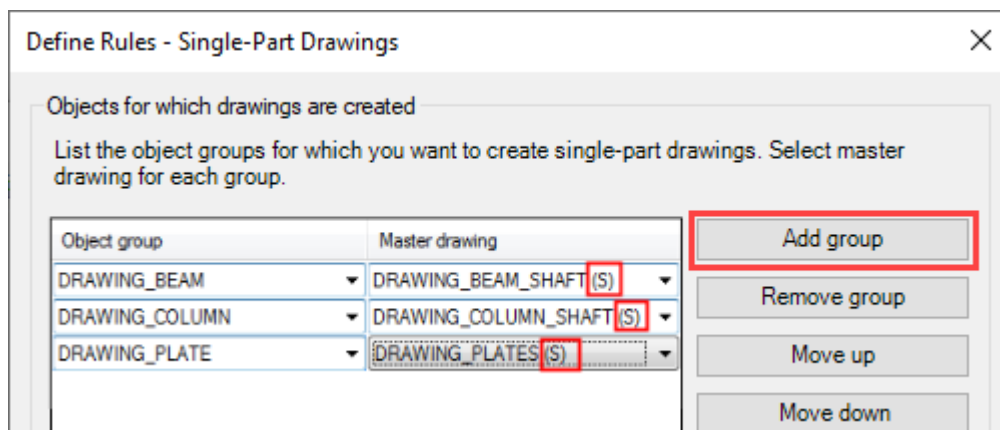 Define Rules - Single-Part Drawings
Objects for which drawings are created
List the object groups for which you want to create single-part drawings. Select master
drawing for each group.
Object group Master drawing
DRAWING_BEAM DRAWING_BEAM_SHAFT (S)
DRAWING_COLUMN DRAWING_COLUMN_SHAFT (S)
DRAWING_PLATE DRAWING_PLATES (S)
Add group
Remove group
Move up
Move down